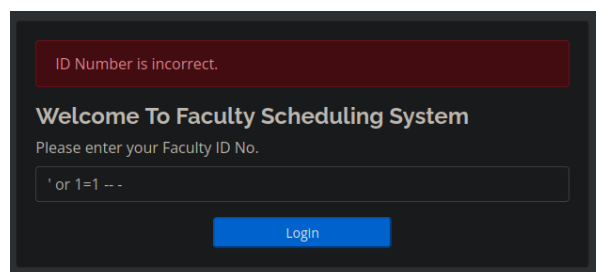 ID Number is incorrect.
Welcome To Faculty Scheduling System
Please enter your Faculty ID No.
' or 1=1 -- -
Login